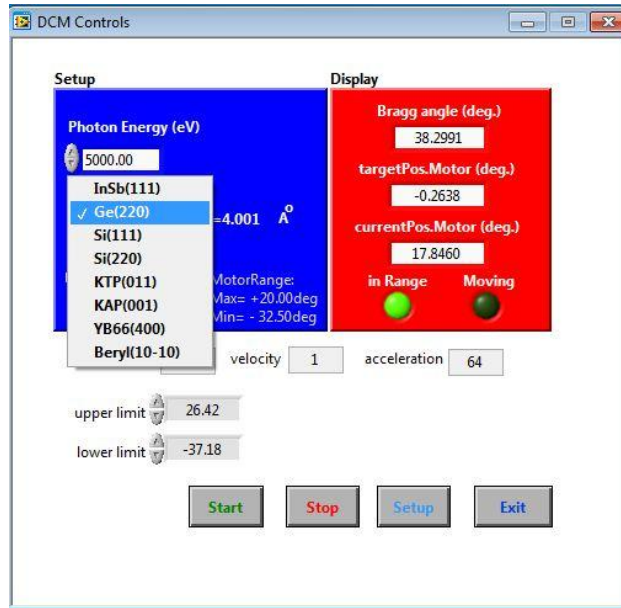 DCM Controls
Setup
Display
Photon Energy (eV)
5000.00
InSb(111)
✓ Ge(220)
Si(111)
Si(220)
KTP(011)
KAP(001)
YB66(400)
Beryl(10-10)
=4.001 A°
MotorRange:
Max= +20.00deg
Min= - 32.50deg
Bragg angle (deg.)
38.2991
targetPos.Motor (deg.)
-0.2638
currentPos.Motor (deg.)
17.8460
in Range Moving
velocity 1 acceleration 64
upper limit 26.42
lower limit -37.18
Start Stop Setup Exit